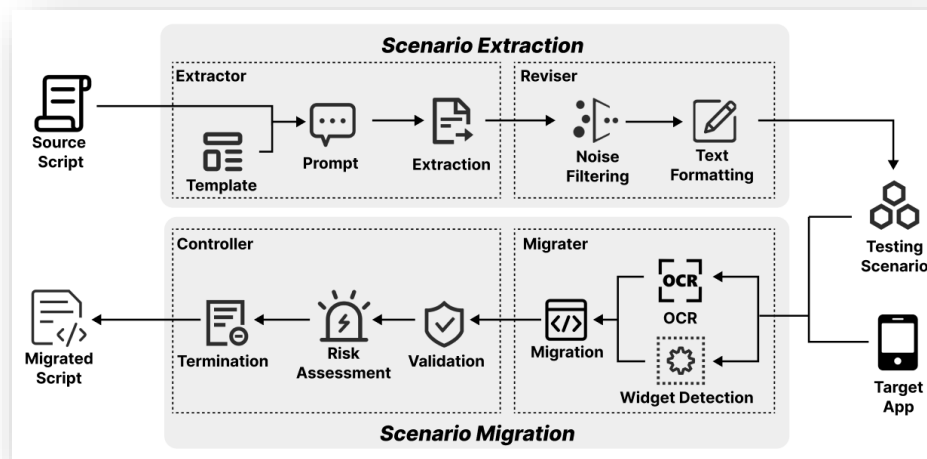 Scenario Extraction
Extractor
Reviser
Source
Script
Template
Prompt
Extraction
Noise
Filtering
Text
Formatting
Testing
Scenario
Controller
Migrater
OCR
OCR
Migrated
Script
Termination
Risk
Assessment
Validation
Migration
Widget Detection
Target
App
Scenario Migration